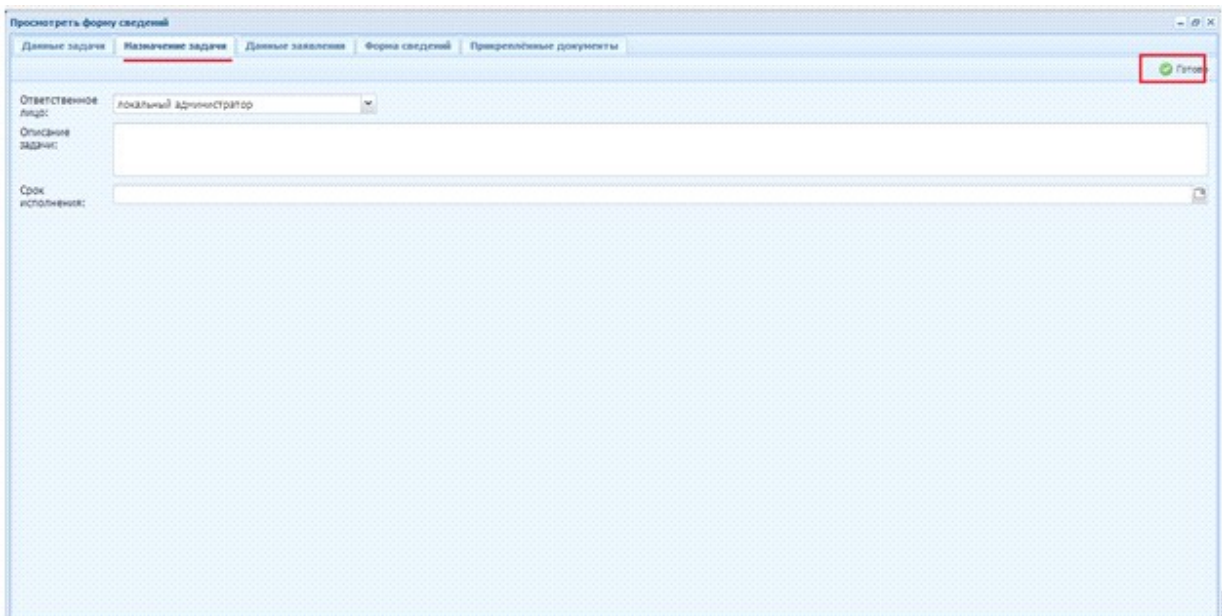 Просмотреть форму сведений
Данные задачи Назначение задачи Данные заявления Форма сведений Прикреплённые документы
Готово
Ответственное локальный администратор
лицо:
Описание
задачи:
Срок
исполнения: